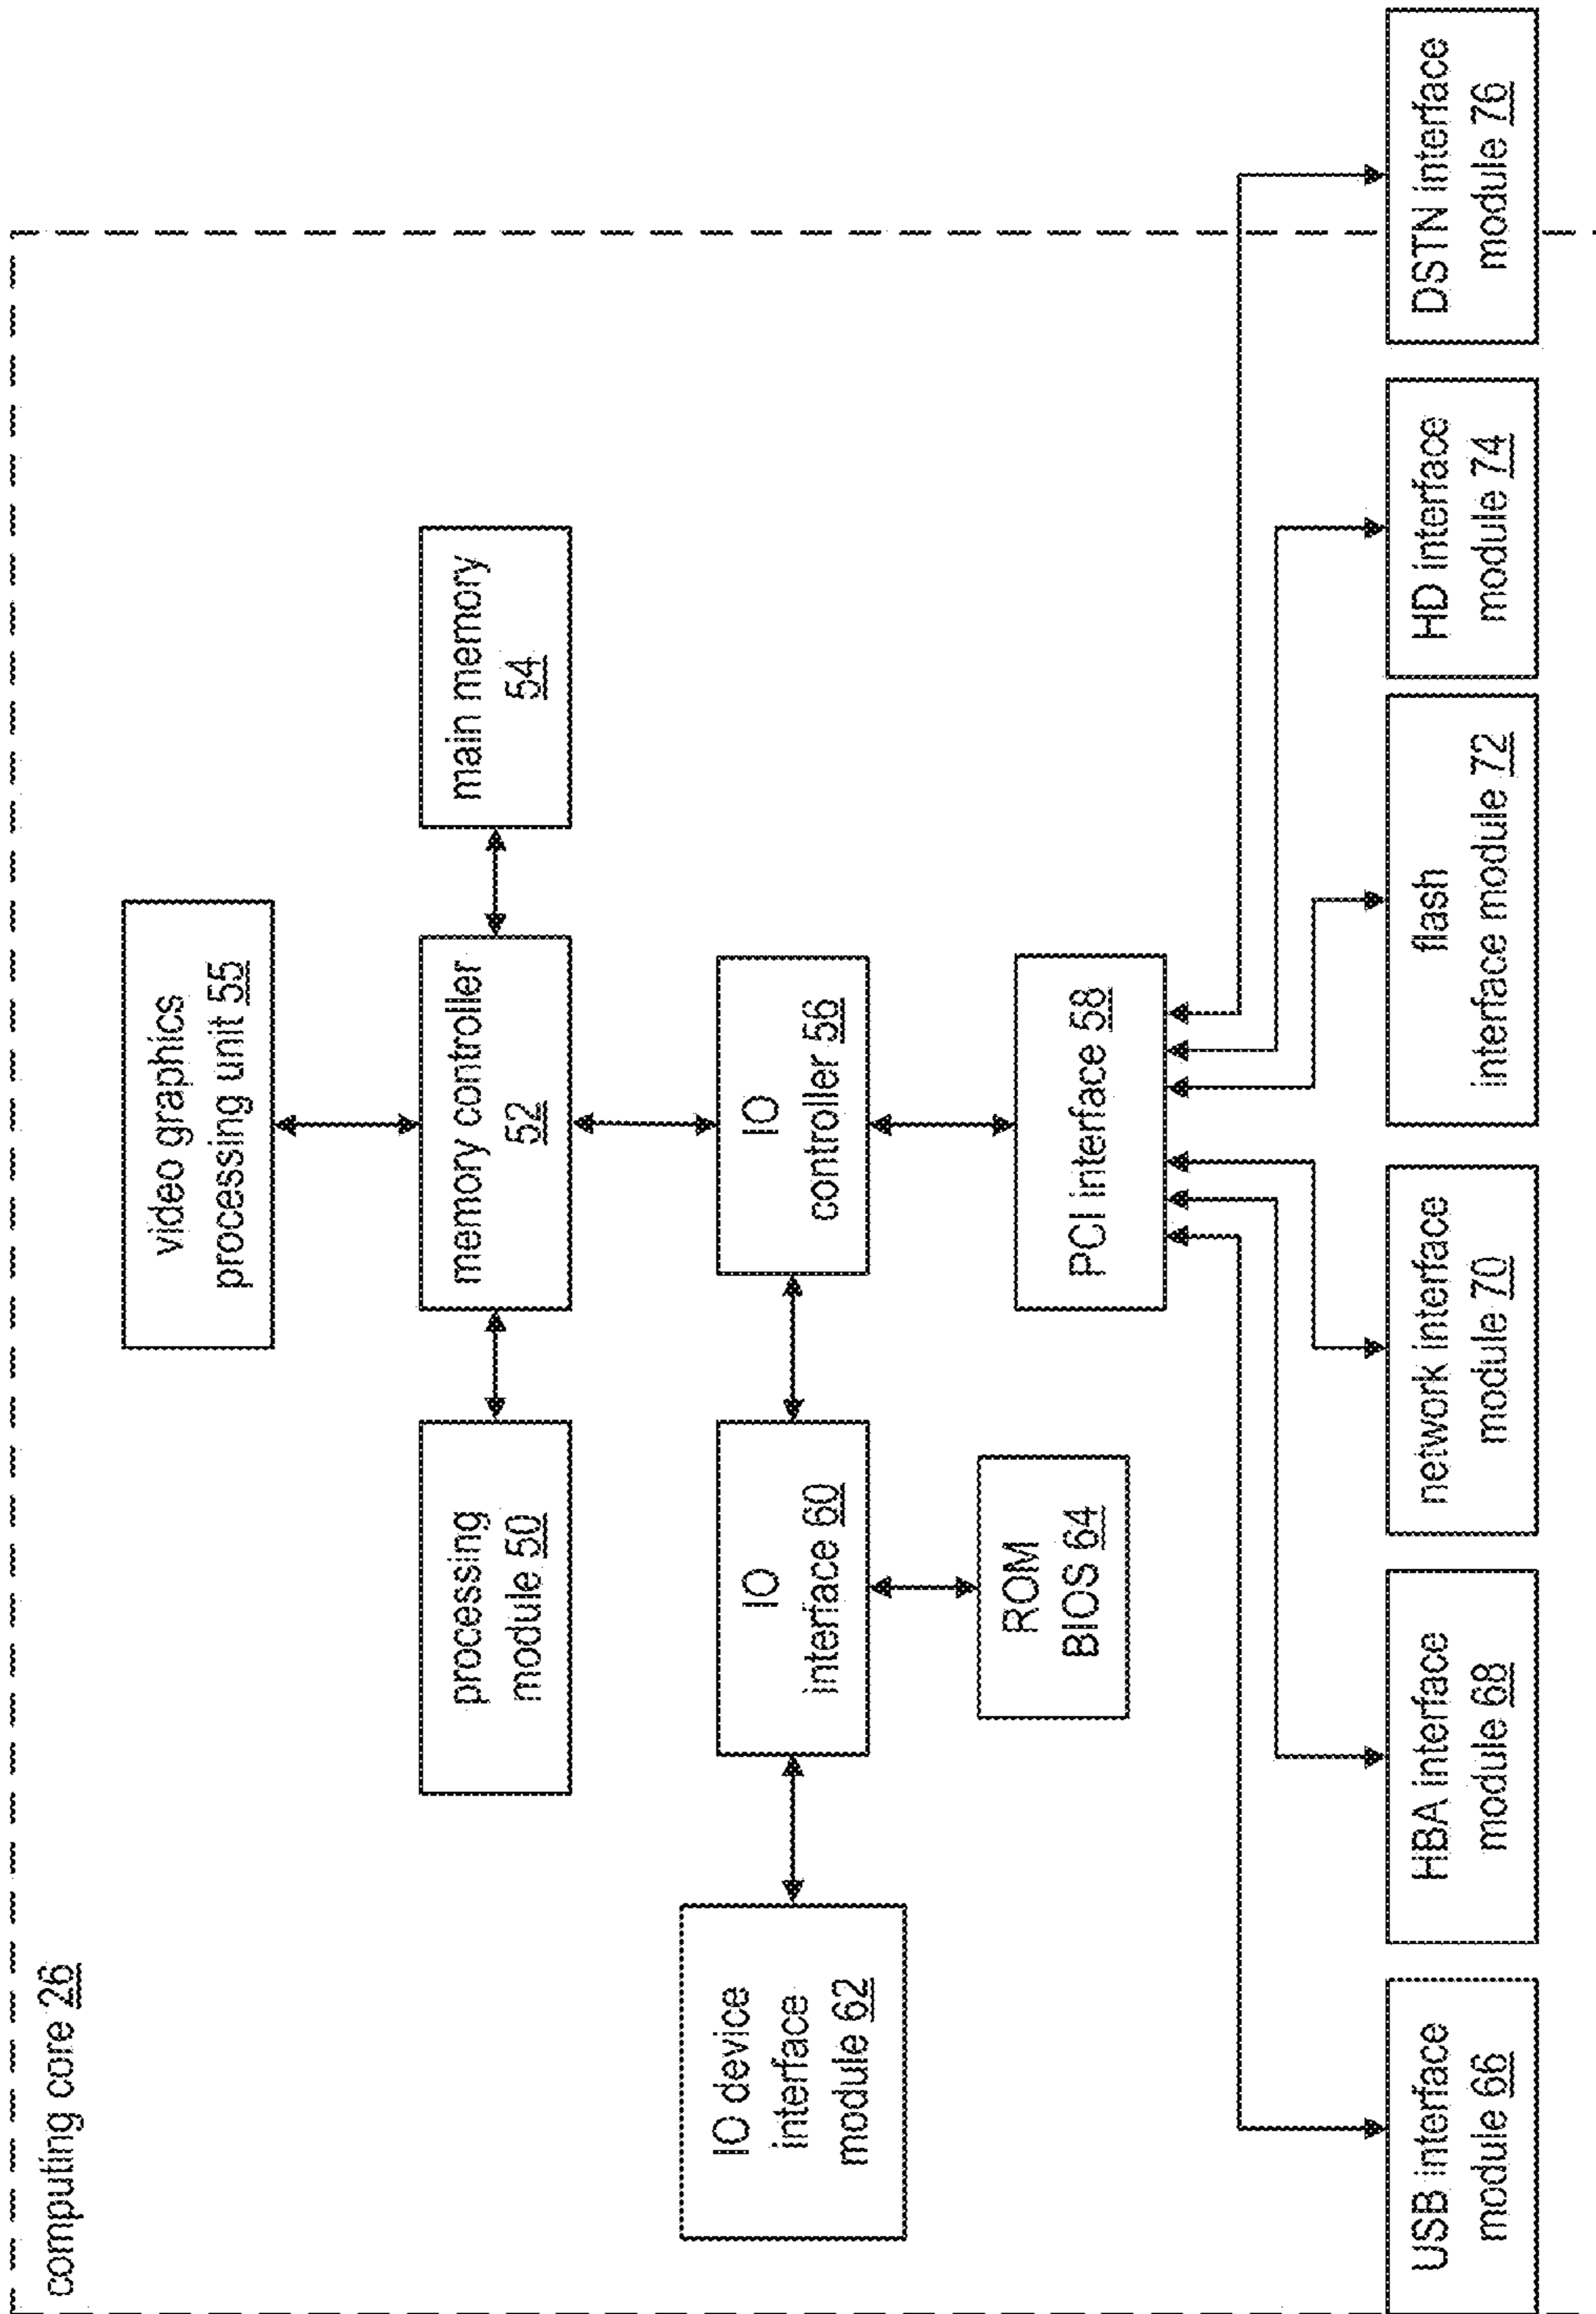 computing core 26
video graphics
processing unit 55
processing
module 50
memory controller
52
main memory
54
IO device
interface
module 62
IO
interface 60
IO
controller 56
ROM
BIOS 64
PCI interface 58
USB interface
module 66
HBA interface
module 68
network interface
module 70
flash
interface module 72
HD interface
module 74
DSTN interface
module 76